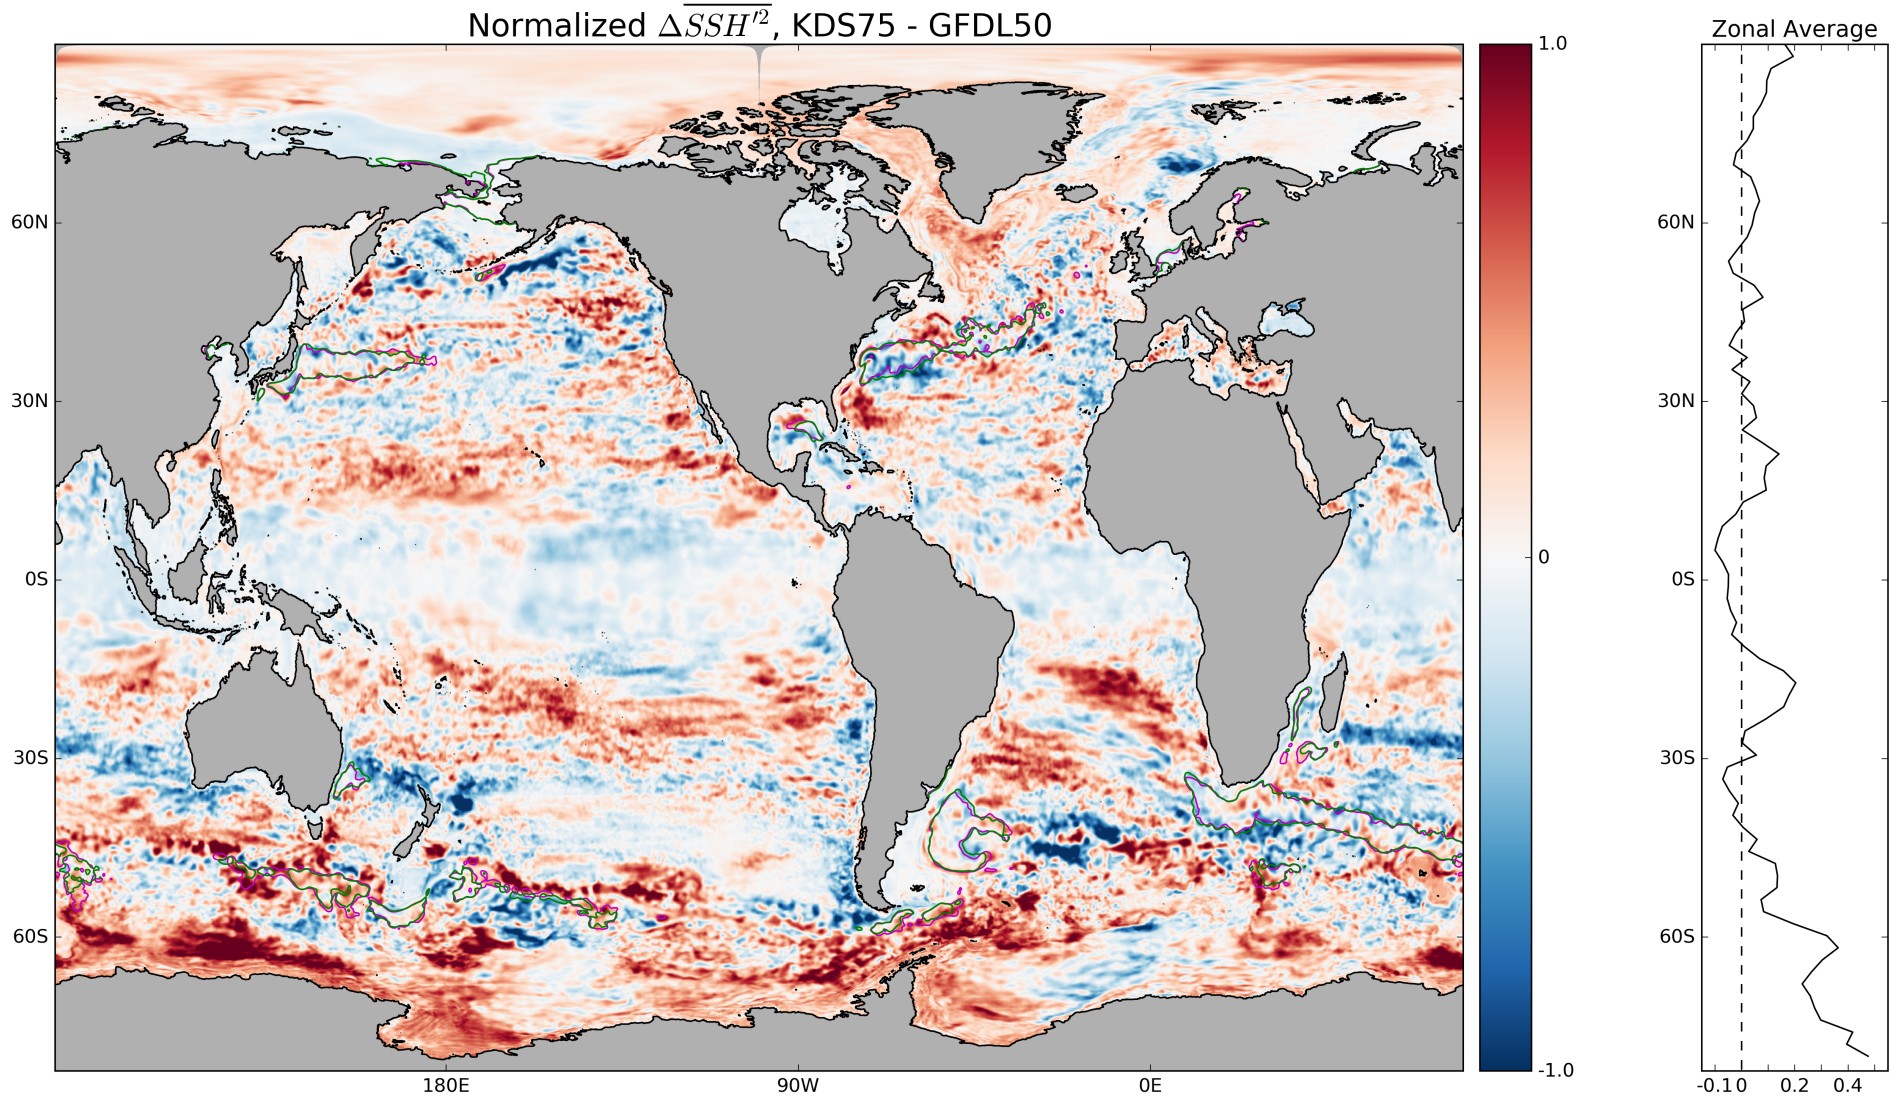 Normalized Δ$\overline{SSH'^2}$, KDS75 - GFDL50
Zonal Average
60N
30N
0S
30S
60S
180E
90W
0E
1.0
0
-1.0
60N
30N
0S
30S
60S
-0.1 0 0.2 0.4